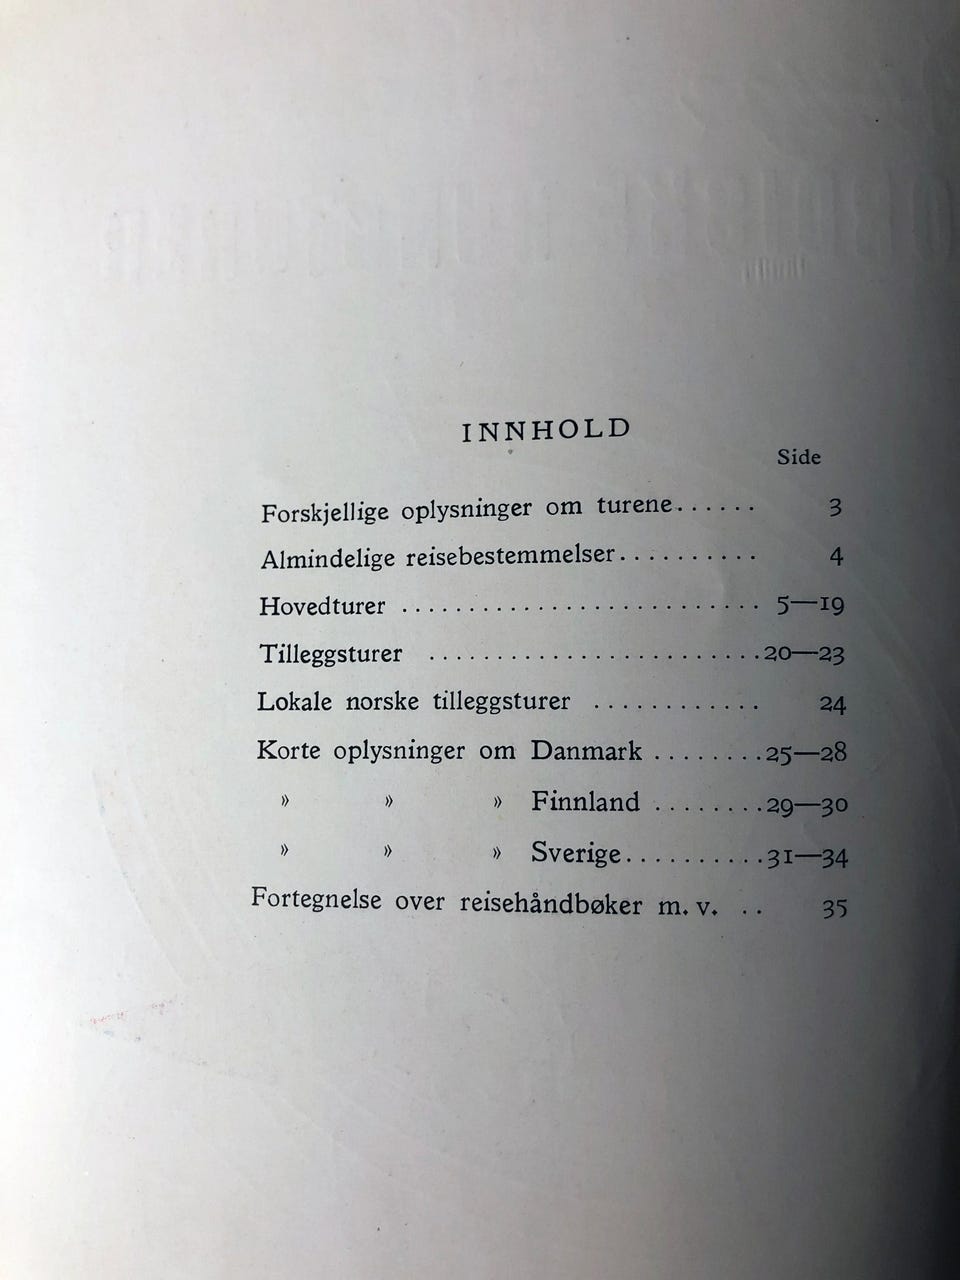 INNHOLD
Side
Forskjellige oplysninger om turene...... 3
Almindelige reisebestemmelser.......... 4
Hovedturer ........................... 5—19
Tilleggsturer .........................20—23
Lokale norske tilleggsturer ............. 24
Korte oplysninger om Danmark ........25—28
» » » Finnland ........29—30
» » » Sverige...........31—34
Fortegnelse over reisehåndbøker m. v. .. 35